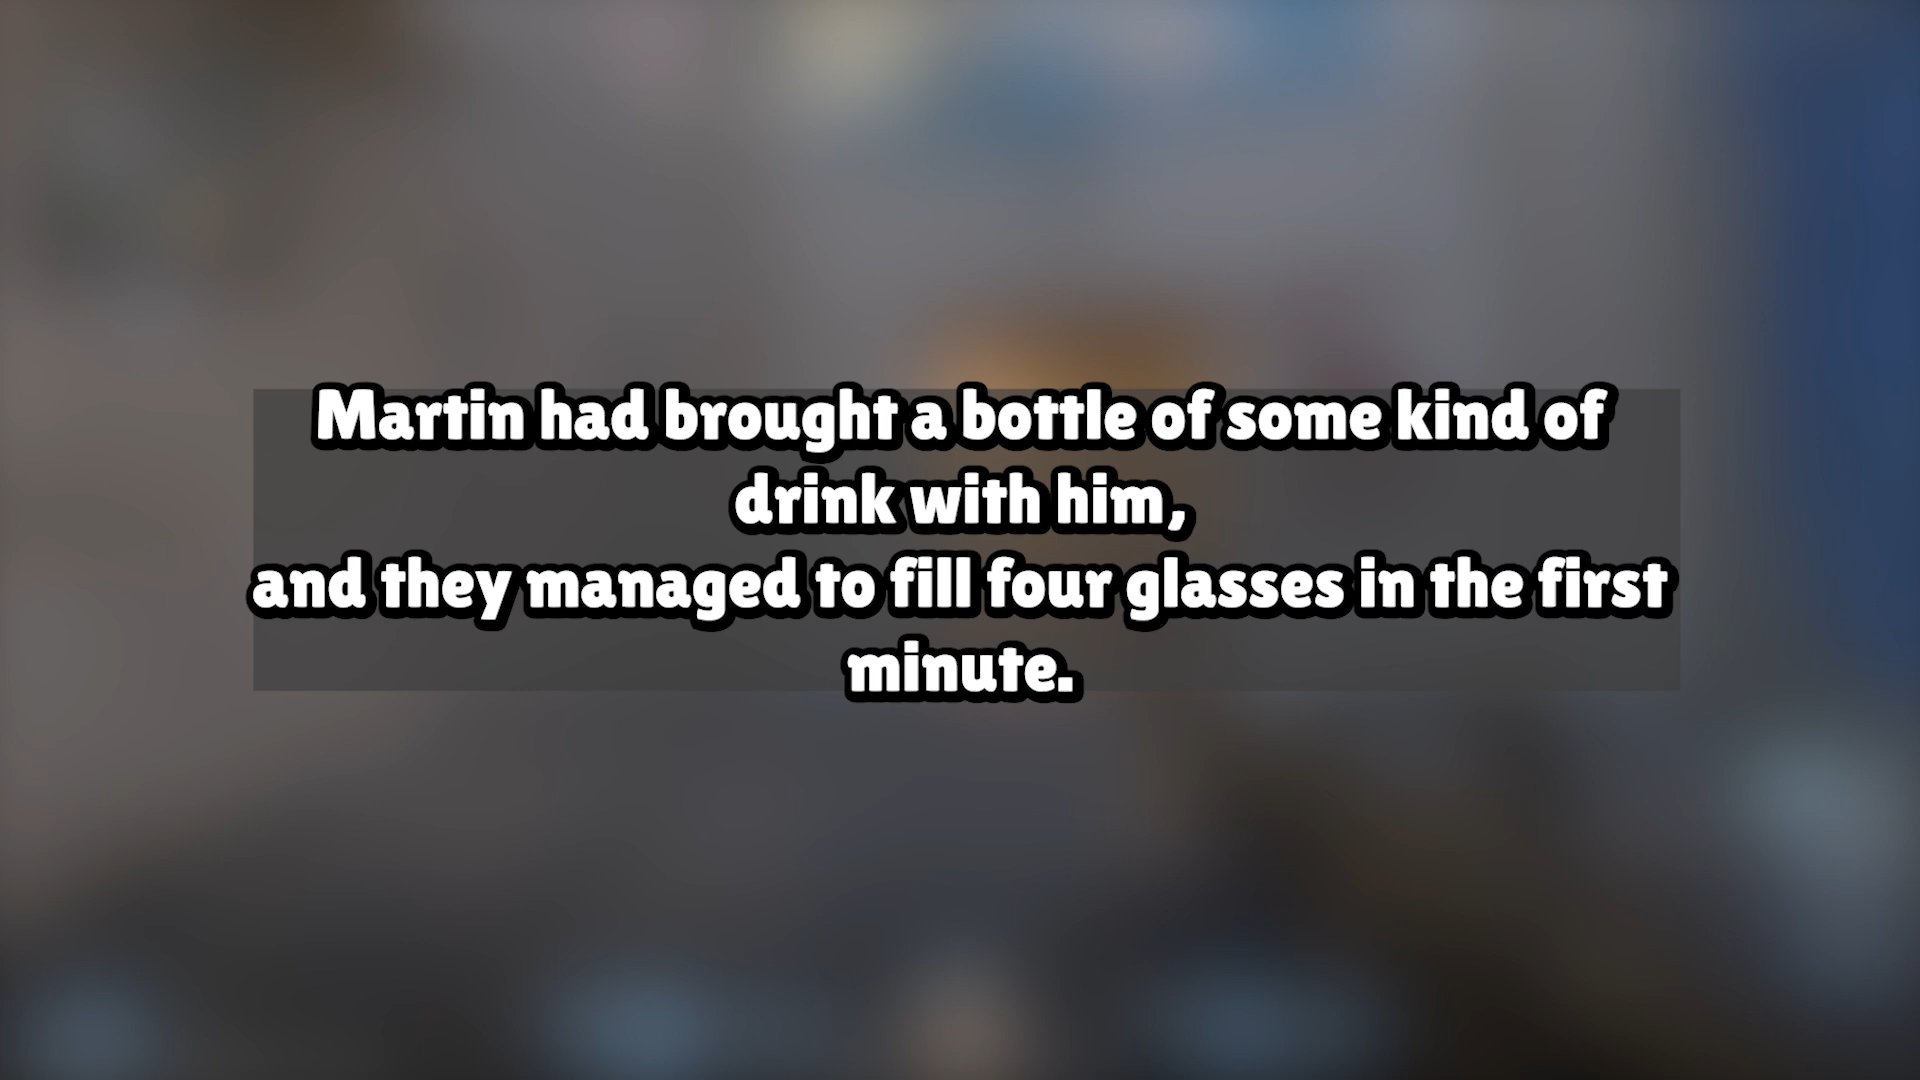 Martin had brought a bottle of some kind of
drink with him,
and they managed to fill four glasses in the first
minute.